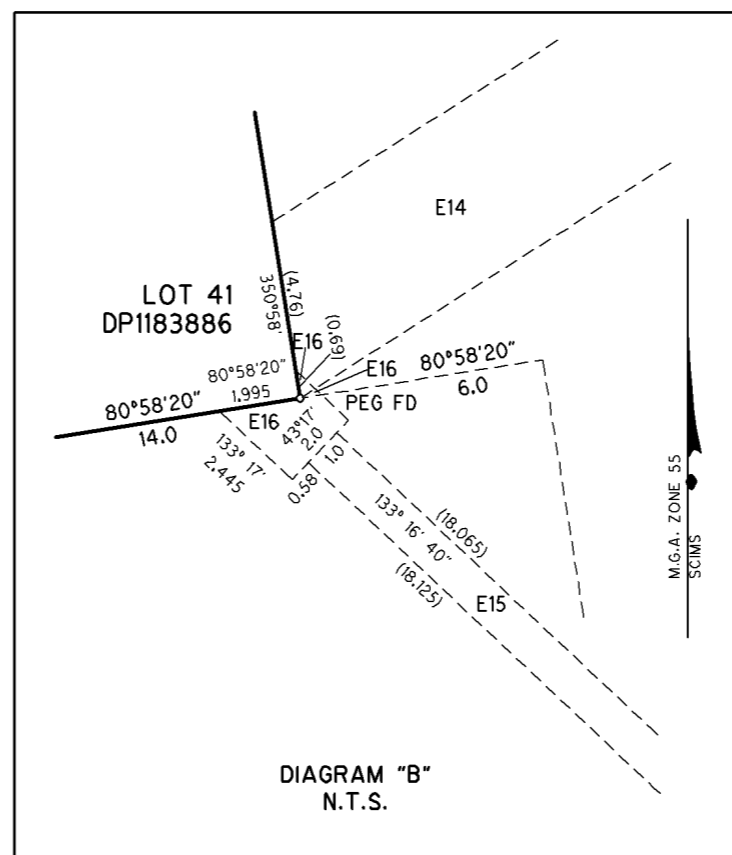 E14
LOT 41
DP1183886
(4.76)
350°58'
(0.69)
E16
E16
80°58'20"
6.0
80°58'20"
1.995
80°58'20"
14.0
E16
PEG FD
43°17'
2.0
1.0
133° 17'
2.445
0.58
133° 16' 40"
(18.065)
(18.125)
E15
M.G.A. ZONE 55
SCIMS
DIAGRAM "B"
N.T.S.